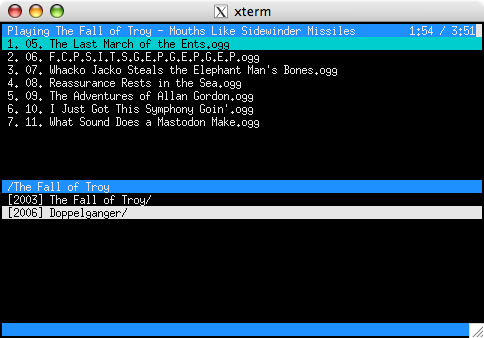 X xterm
Playing The Fall of Troy - Mouths Like Sidewinder Missiles 1:54 / 3:51
1. 05. The Last March of the Ents.ogg
2. 06. F.C.P.S.I.T.S.G.E.P.G.E.P.G.E.P.ogg
3. 07. Whacko Jacko Steals the Elephant Man's Bones.ogg
4. 08. Reassurance Rests in the Sea.ogg
5. 09. The Adventures of Allan Gordon.ogg
6. 10. I Just Got This Symphony Goin'.ogg
7. 11. What Sound Does a Mastodon Make.ogg
/The Fall of Troy
[2003] The Fall of Troy/
[2006] Doppelganger/